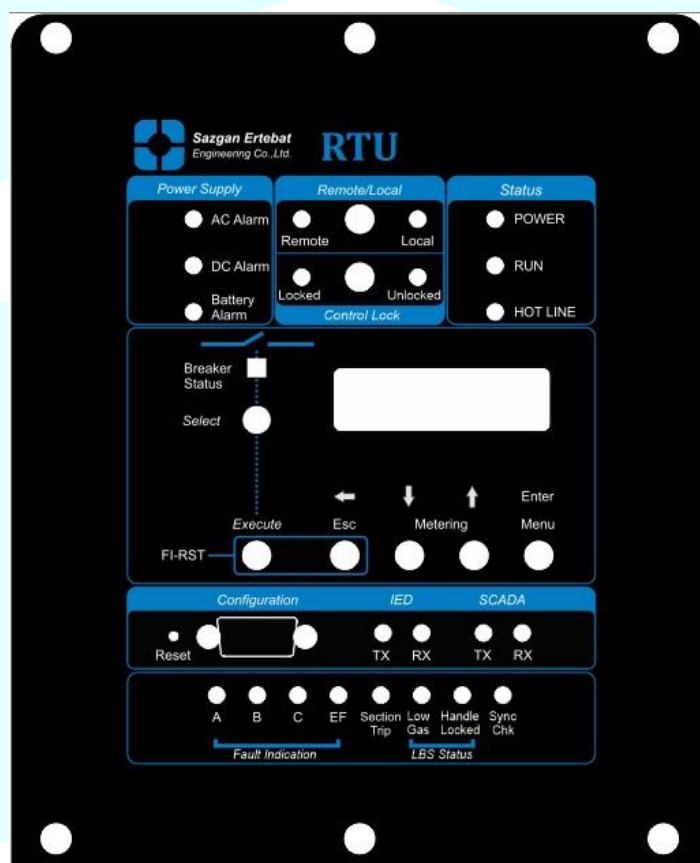 Sazgan Ertebat
Engineering Co.,Ltd.
RTU
Power Supply
AC Alarm
DC Alarm
Battery
Alarm
Remote/Local
Remote
Local
Locked
Unlocked
Control Lock
Status
POWER
RUN
HOT LINE
Breaker
Status
Select
Execute
Esc
Metering
Enter
Menu
FI-RST
Configuration
IED
SCADA
Reset
TX
RX
TX
RX
A
B
C
EF
Section
Trip
Low
Gas
Handle
Locked
Sync
Chk
Fault Indication
LBS Status